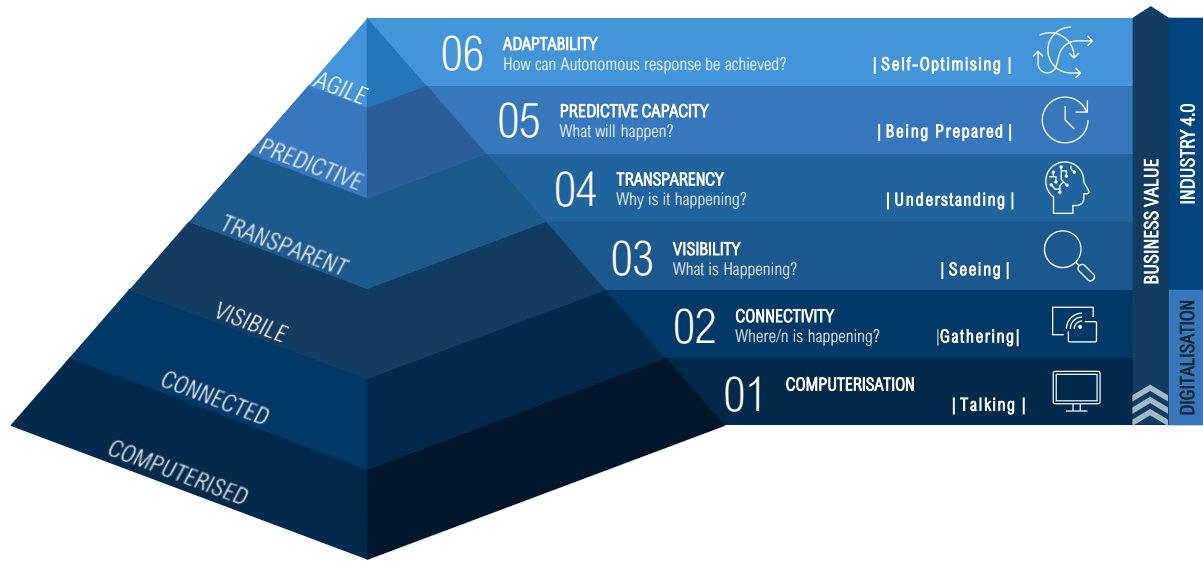 AGILE
PREDICTIVE
TRANSPARENT
VISIBILE
CONNECTED
COMPUTERISED
06
ADAPTABILITY
How can Autonomous response be achieved?
| Self-Optimising |
05
PREDICTIVE CAPACITY
What will happen?
| Being Prepared |
04
TRANSPARENCY
Why is it happening?
| Understanding |
03
VISIBILITY
What is Happening?
| Seeing |
02
CONNECTIVITY
Where/n is happening?
|Gathering|
01
COMPUTERISATION
| Talking |
BUSINESS VALUE
INDUSTRY 4.0
DIGITALISATION